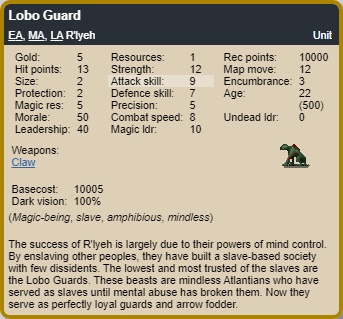 Lobo Guard
EA, MA, LA R'lyeh Unit
Gold: 5 Resources: 1 Rec points: 10000
Hit points: 13 Strength: 12 Map move: 12
Size: 2 Attack skill: 9 Encumbrance: 3
Protection: 2 Defence skill: 7 Age: 22
Magic res: 5 Precision: 5 (500)
Morale: 50 Combat speed: 8 Undead ldr: 0
Leadership: 40 Magic ldr: 10
Weapons:
Claw
Basecost: 10005
Dark vision: 100%
(Magic-being, slave, amphibious, mindless)
The success of R'lyeh is largely due to their powers of mind control.
By enslaving other peoples, they have built a slave-based society
with few dissidents. The lowest and most trusted of the slaves are
the Lobo Guards. These beasts are mindless Atlantians who have
served as slaves until mental abuse has broken them. Now they
serve as perfectly loyal guards and arrow fodder.